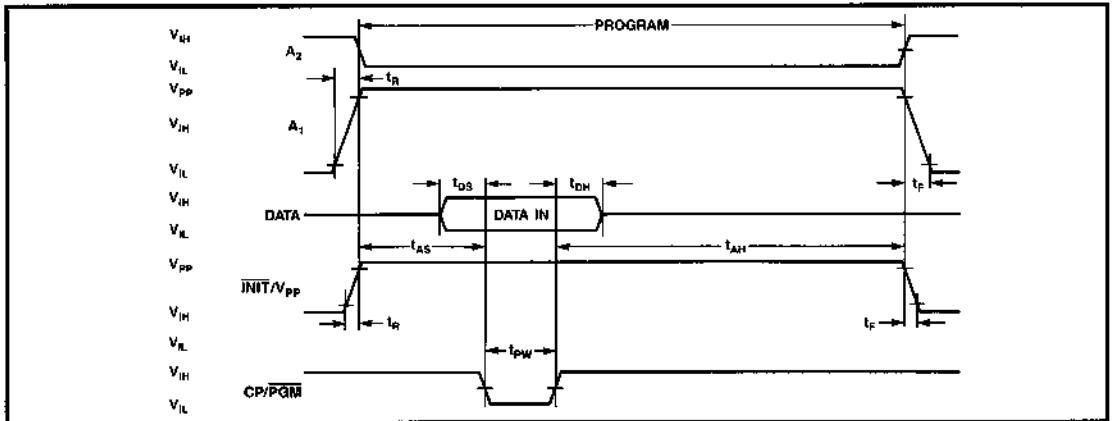 PROGRAM
VIH
A2
VIL
tR
VPP
VIH
A1
VIL
tDS
tDH
tF
VIH
DATA
DATA IN
VIL
tAS
tAH
VPP
INIT/VPP
VIH
tR
tF
VIL
tPW
VIH
CP/PGM
VIL